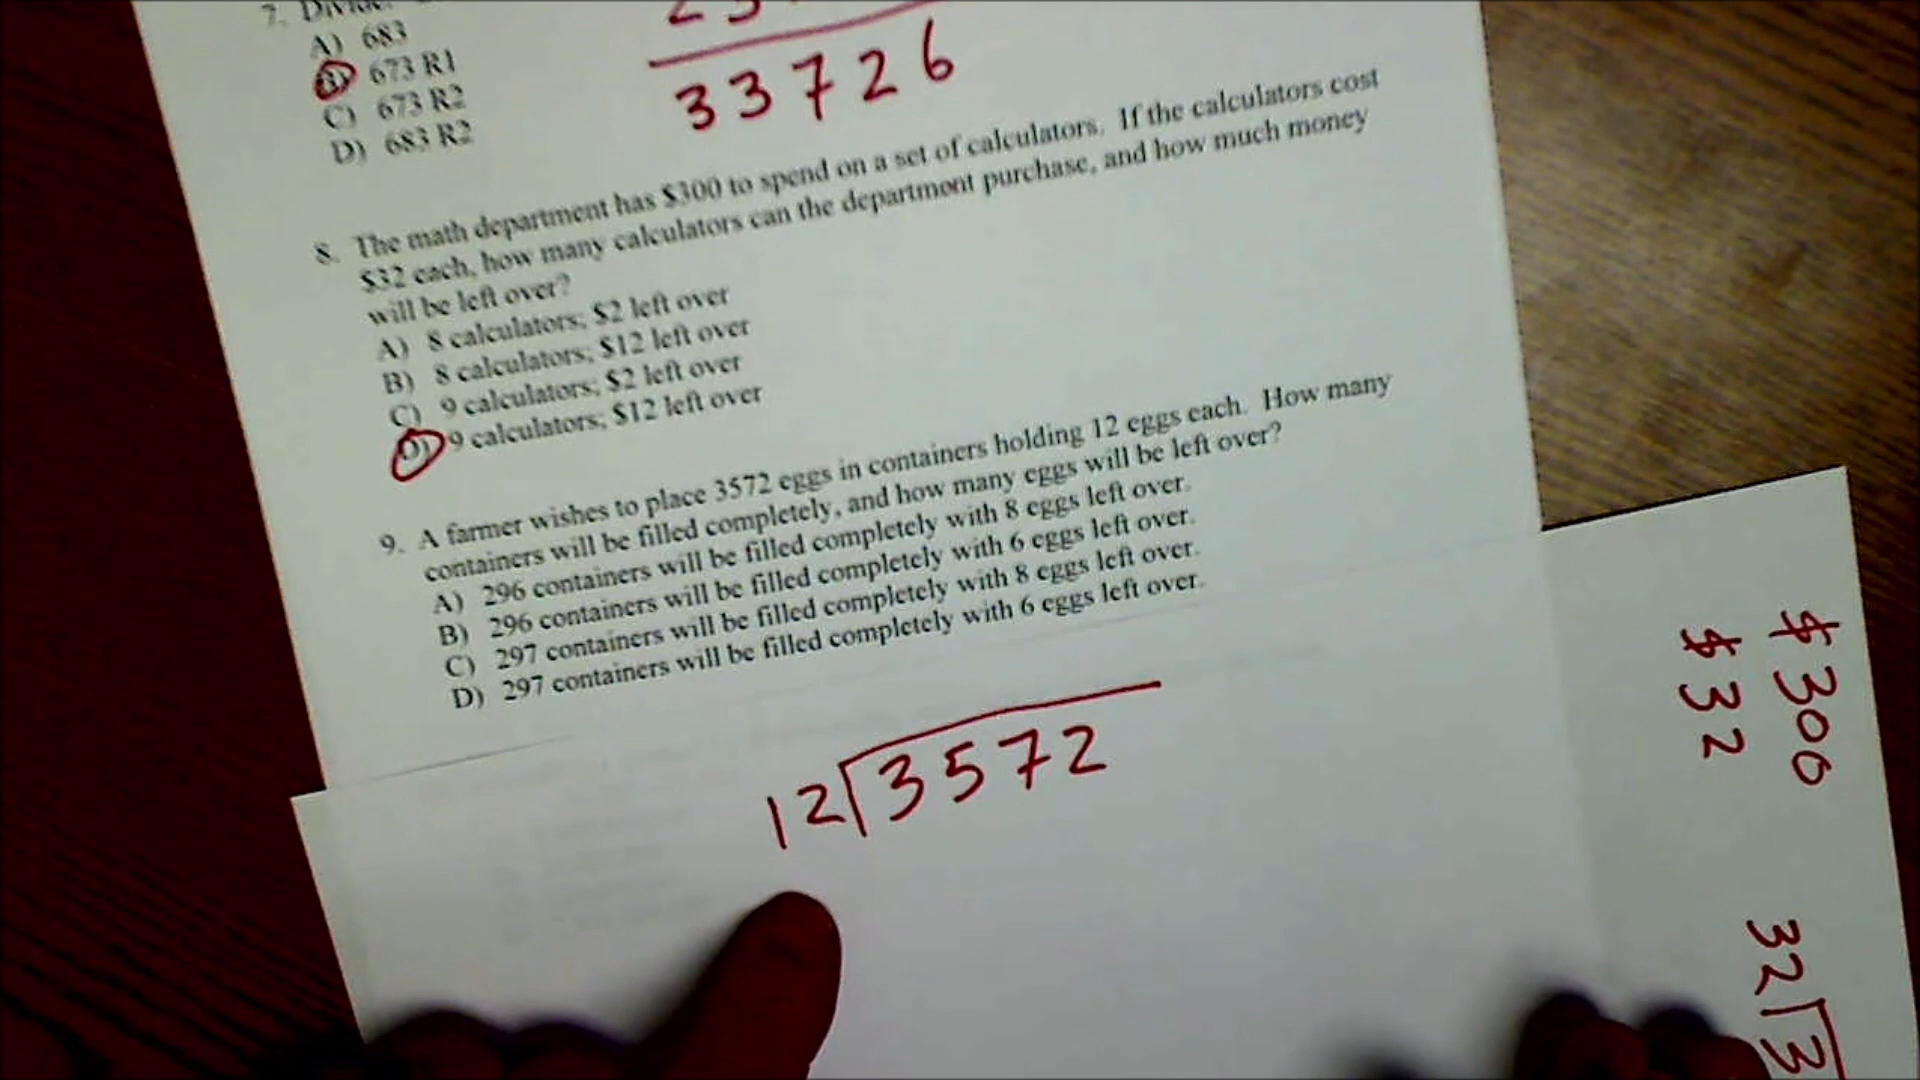 7. Divide.
A) 683
B) 673 R1
C) 673 R2
D) 683 R2
33726
8. The math department has $300 to spend on a set of calculators. If the calculators cost
$32 each, how many calculators can the department purchase, and how much money
will be left over?
A) 8 calculators; $2 left over
B) 8 calculators; $12 left over
C) 9 calculators; $2 left over
D) 9 calculators; $12 left over
9. A farmer wishes to place 3572 eggs in containers holding 12 eggs each. How many
containers will be filled completely, and how many eggs will be left over?
A) 296 containers will be filled completely with 8 eggs left over.
B) 296 containers will be filled completely with 6 eggs left over.
C) 297 containers will be filled completely with 8 eggs left over.
D) 297 containers will be filled completely with 6 eggs left over.
12 3572
$300
$32
32 3